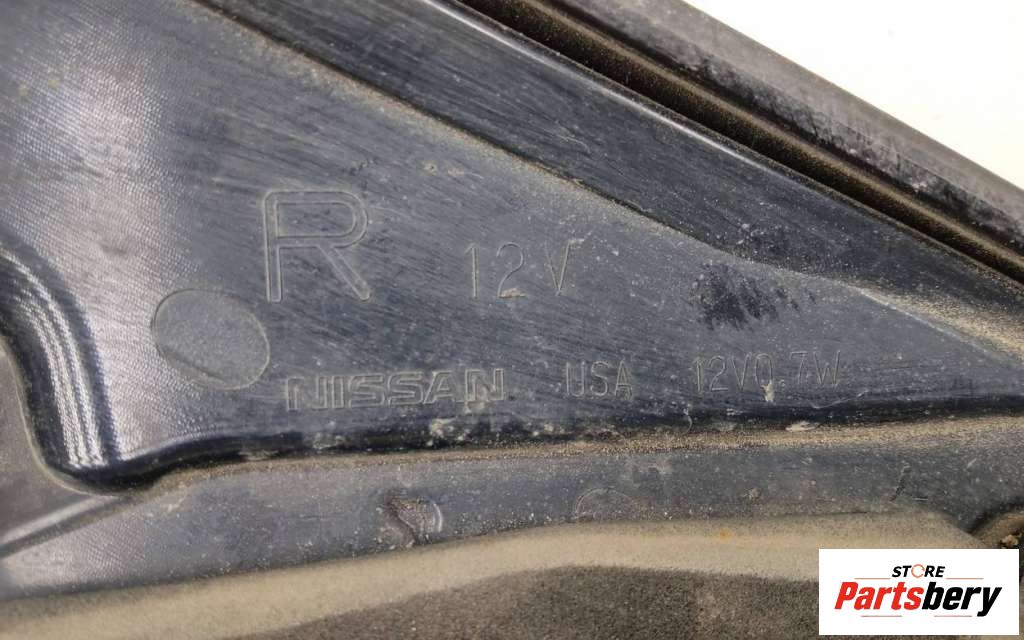 R 12V
NISSAN USA 12V0.7W
STORE
Partsbery